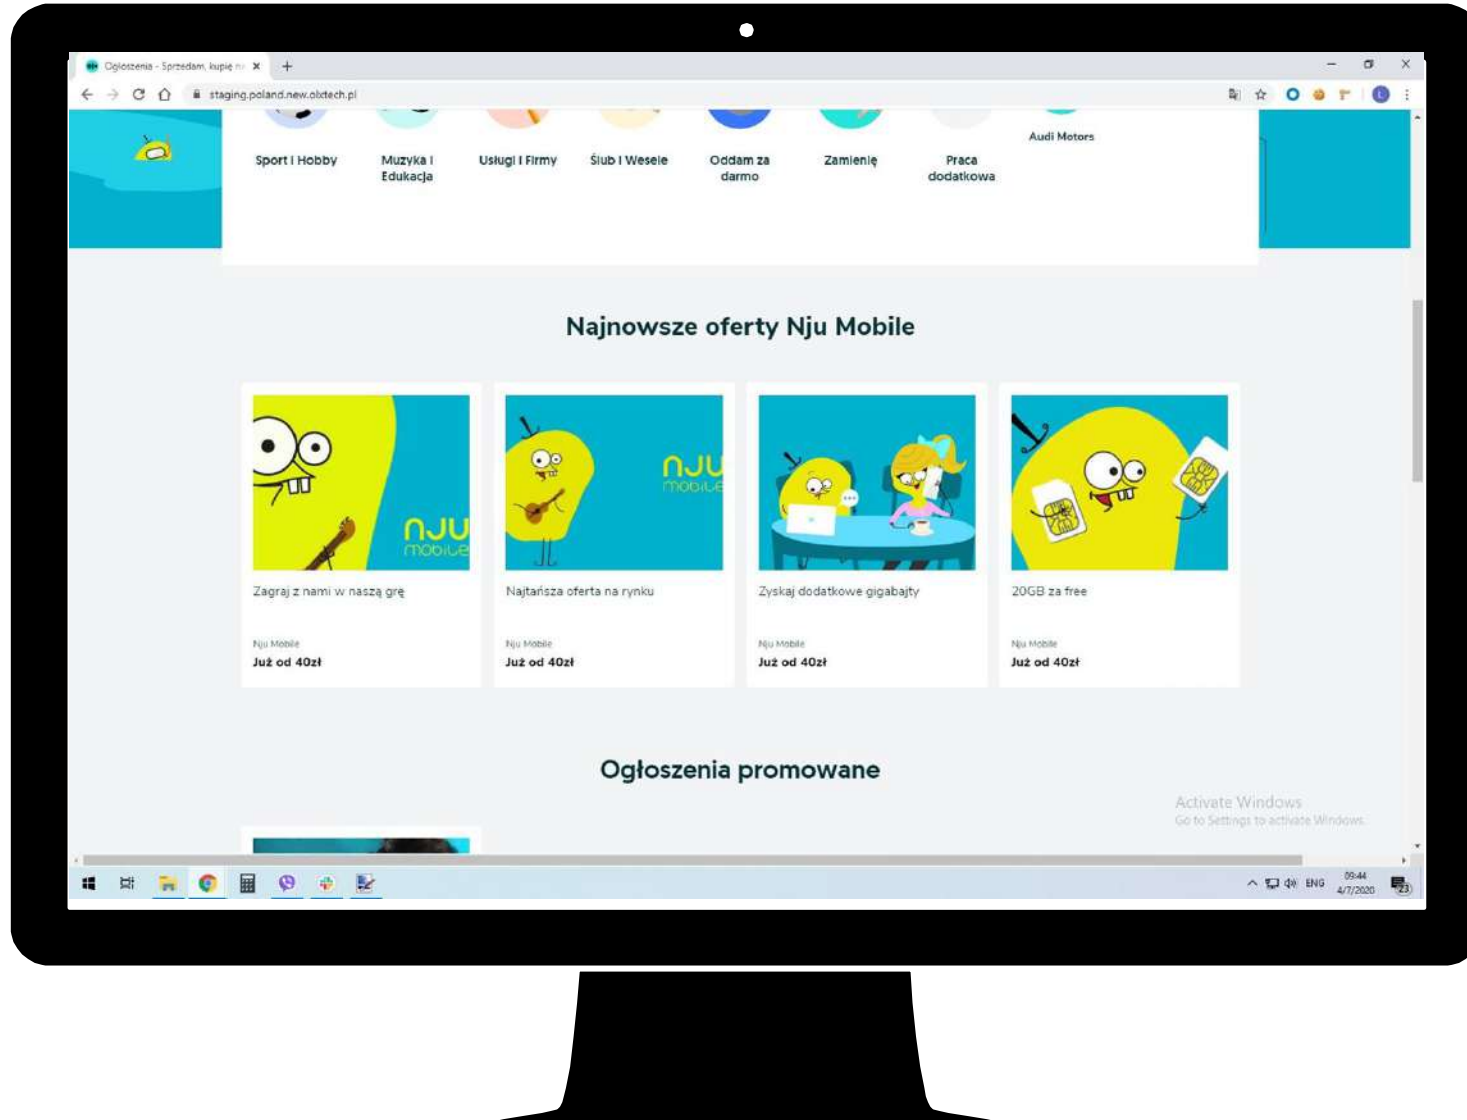 Ogłoszenia - Sprzedam, kupię na
staging.poland.new.olxtech.pl
Sport i Hobby
Muzyka i
Edukacja
Usługi i Firmy
Ślub i Wesele
Oddam za
darmo
Zamienię
Praca
dodatkowa
Audi Motors
Najnowsze oferty Nju Mobile
nju
mobile
Zagraj z nami w naszą grę
Nju Mobile
Już od 40zł
nju
mobile
Najtańsza oferta na rynku
Nju Mobile
Już od 40zł
Zyskaj dodatkowe gigabajty
Nju Mobile
Już od 40zł
20GB za free
Nju Mobile
Już od 40zł
Ogłoszenia promowane
Activate Windows
Go to Settings to activate Windows.
ENG
09:44
4/7/2020
23